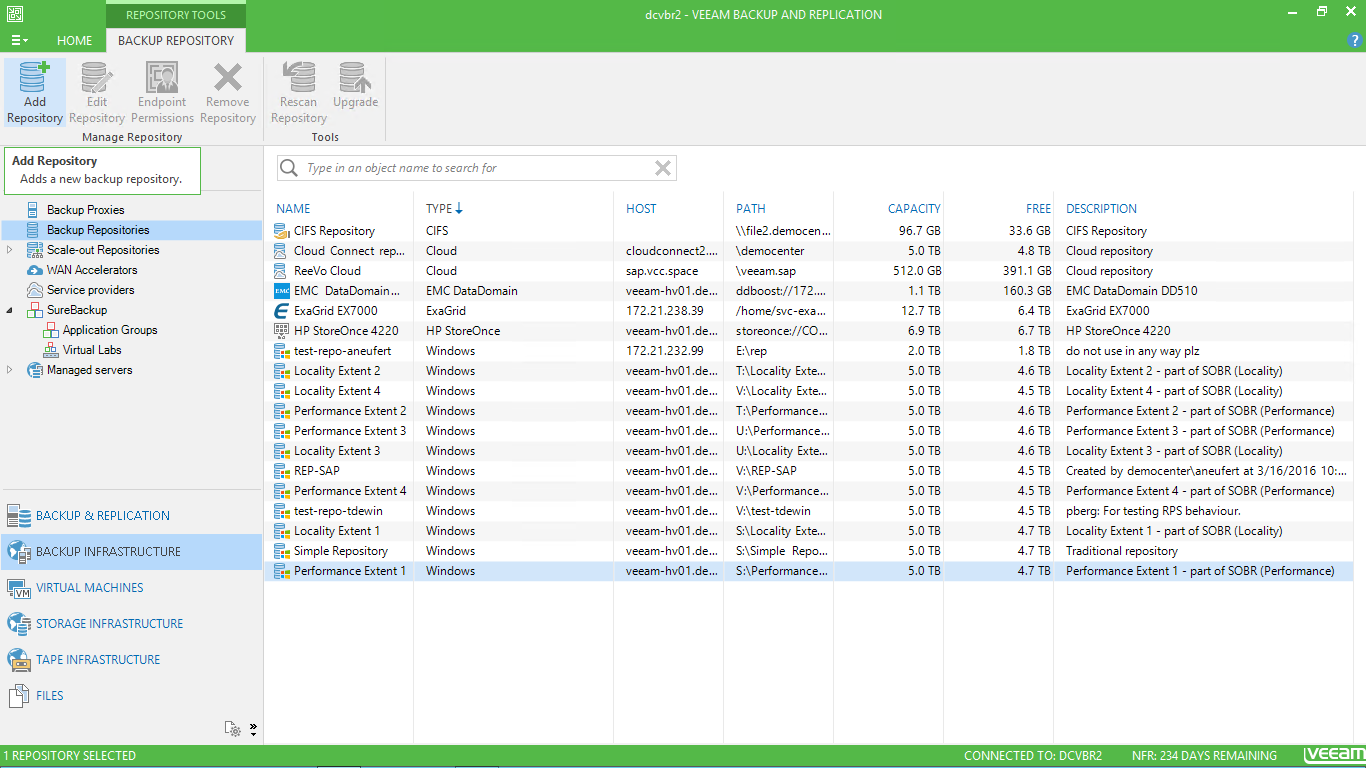 REPOSITORY TOOLS
dcvbr2 - VEEAM BACKUP AND REPLICATION
HOME
BACKUP REPOSITORY
?
Add Repository
Edit Repository
Endpoint Permissions
Remove Repository
Rescan Repository
Upgrade
Manage Repository
Tools
Add Repository
Adds a new backup repository.
Type in an object name to search for
Backup Proxies
Backup Repositories
Scale-out Repositories
WAN Accelerators
Service providers
SureBackup
Application Groups
Virtual Labs
Managed servers
BACKUP & REPLICATION
BACKUP INFRASTRUCTURE
VIRTUAL MACHINES
STORAGE INFRASTRUCTURE
TAPE INFRASTRUCTURE
FILES
NAME TYPE HOST PATH CAPACITY FREE DESCRIPTION
CIFS Repository CIFS \\file2.democen... 96.7 GB 33.6 GB CIFS Repository
Cloud Connect rep... Cloud cloudconnect2.... \democenter 5.0 TB 4.8 TB Cloud repository
ReeVo Cloud Cloud sap.vcc.space \veeam.sap 512.0 GB 391.1 GB Cloud repository
EMC DataDomain... EMC DataDomain veeam-hv01.de... ddboost://172.... 1.1 TB 160.3 GB EMC DataDomain DD510
ExaGrid EX7000 ExaGrid 172.21.238.39 /home/svc-exa... 12.7 TB 6.4 TB ExaGrid EX7000
HP StoreOnce 4220 HP StoreOnce veeam-hv01.de... storeonce://CO... 6.9 TB 6.7 TB HP StoreOnce 4220
test-repo-aneufert Windows 172.21.232.99 E:\rep 2.0 TB 1.8 TB do not use in any way plz
Locality Extent 2 Windows veeam-hv01.de... T:\Locality Exte... 5.0 TB 4.6 TB Locality Extent 2 - part of SOBR (Locality)
Locality Extent 4 Windows veeam-hv01.de... V:\Locality Exte... 5.0 TB 4.5 TB Locality Extent 4 - part of SOBR (Locality)
Performance Extent 2 Windows veeam-hv01.de... T:\Performance... 5.0 TB 4.6 TB Performance Extent 2 - part of SOBR (Performance)
Performance Extent 3 Windows veeam-hv01.de... U:\Performance... 5.0 TB 4.6 TB Performance Extent 3 - part of SOBR (Performance)
Locality Extent 3 Windows veeam-hv01.de... U:\Locality Exte... 5.0 TB 4.6 TB Locality Extent 3 - part of SOBR (Locality)
REP-SAP Windows veeam-hv01.de... V:\REP-SAP 5.0 TB 4.5 TB Created by democenter\aneufert at 3/16/2016 10:...
Performance Extent 4 Windows veeam-hv01.de... V:\Performance... 5.0 TB 4.5 TB Performance Extent 4 - part of SOBR (Performance)
test-repo-tdewin Windows veeam-hv01.de... V:\test-tdewin 5.0 TB 4.5 TB pberg: For testing RPS behaviour.
Locality Extent 1 Windows veeam-hv01.de... S:\Locality Exte... 5.0 TB 4.7 TB Locality Extent 1 - part of SOBR (Locality)
Simple Repository Windows veeam-hv01.de... S:\Simple Repo... 5.0 TB 4.7 TB Traditional repository
Performance Extent 1 Windows veeam-hv01.de... S:\Performance... 5.0 TB 4.7 TB Performance Extent 1 - part of SOBR (Performance)
1 REPOSITORY SELECTED
CONNECTED TO: DCVBR2
NFR: 234 DAYS REMAINING
veeam